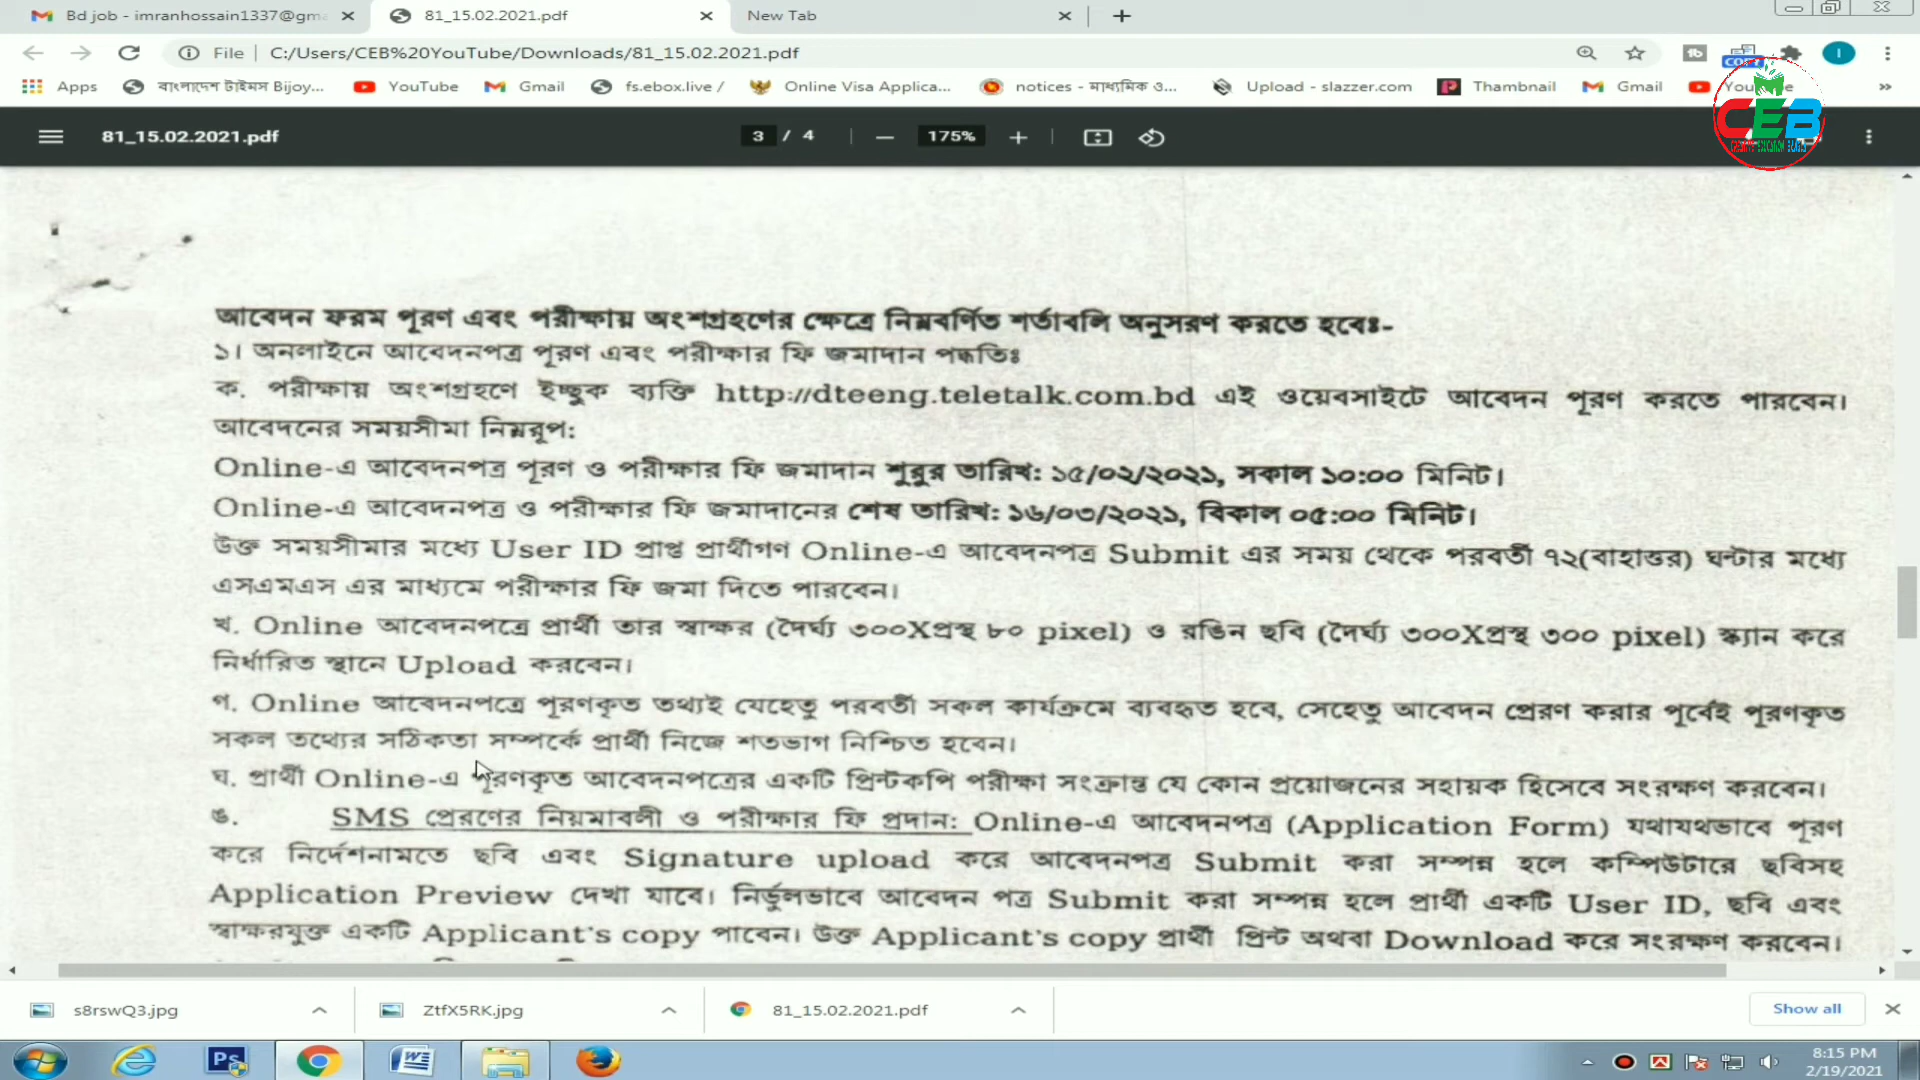 Bd job - imranhossain1337@gma
81_15.02.2021.pdf
New Tab
File
C:/Users/CEB%20YouTube/Downloads/81_15.02.2021.pdf
Apps
বাংলাদেশ টাইমস Bijoy...
YouTube
Gmail
fs.ebox.live /
Online Visa Applica...
notices - মাধ্যমিক ও...
Upload - slazzer.com
Thumbnail
Gmail
81_15.02.2021.pdf
3 / 4
175%
CEB
আবেদন ফরম পূরণ এবং পরীক্ষায় অংশগ্রহণের ক্ষেত্রে নিম্নবর্ণিত শর্তাবলি অনুসরণ করতে হবেঃ-
১। অনলাইনে আবেদনপত্র পূরণ এবং পরীক্ষার ফি জমাদান পদ্ধতিঃ
ক. পরীক্ষায় অংশগ্রহণে ইচ্ছুক ব্যক্তি http://dteeng.teletalk.com.bd এই ওয়েবসাইটে আবেদন পূরণ করতে পারবেন।
আবেদনের সময়সীমা নিম্নরূপ:
Online-এ আবেদনপত্র পূরণ ও পরীক্ষার ফি জমাদান শুরুর তারিখ: ১৫/০২/২০২১, সকাল ১০:০০ মিনিট।
Online-এ আবেদনপত্র ও পরীক্ষার ফি জমাদানের শেষ তারিখ: ১৬/০৩/২০২১, বিকাল ০৫:০০ মিনিট।
উক্ত সময়সীমার মধ্যে User ID প্রাপ্ত প্রার্থীগণ Online-এ আবেদনপত্র Submit এর সময় থেকে পরবর্তী ৭২(বাহাত্তর) ঘন্টার মধ্যে
এসএমএস এর মাধ্যমে পরীক্ষার ফি জমা দিতে পারবেন।
খ. Online আবেদনপত্রে প্রার্থী তার স্বাক্ষর (দৈর্ঘ্য ৩০০Xপ্রস্থ ৮০ pixel) ও রঙিন ছবি (দৈর্ঘ্য ৩০০Xপ্রস্থ ৩০০ pixel) স্ক্যান করে
নির্ধারিত স্থানে Upload করবেন।
গ. Online আবেদনপত্রে পূরণকৃত তথ্যই যেহেতু পরবর্তী সকল কার্যক্রমে ব্যবহৃত হবে, সেহেতু আবেদন প্রেরণ করার পূর্বেই পূরণকৃত
সকল তথ্যের সঠিকতা সম্পর্কে প্রার্থী নিজে শতভাগ নিশ্চিত হবেন।
ঘ. প্রার্থী Online-এ পূরণকৃত আবেদনপত্রের একটি প্রিন্টকপি পরীক্ষা সংক্রান্ত যে কোন প্রয়োজনের সহায়ক হিসেবে সংরক্ষণ করবেন।
ঙ. SMS প্রেরণের নিয়মাবলী ও পরীক্ষার ফি প্রদান: Online-এ আবেদনপত্র (Application Form) যথাযথভাবে পূরণ
করে নির্দেশনামতে ছবি এবং Signature upload করে আবেদনপত্র Submit করা সম্পন্ন হলে কম্পিউটারে ছবিসহ
Application Preview দেখা যাবে। নির্ভুলভাবে আবেদন পত্র Submit করা সম্পন্ন হলে প্রার্থী একটি User ID, ছবি এবং
স্বাক্ষরযুক্ত একটি Applicant's copy পাবেন। উক্ত Applicant's copy প্রার্থী প্রিন্ট অথবা Download করে সংরক্ষণ করবেন।
s8rswQ3.jpg
ZtfX5RK.jpg
81_15.02.2021.pdf
Show all
8:15 PM
2/19/2021